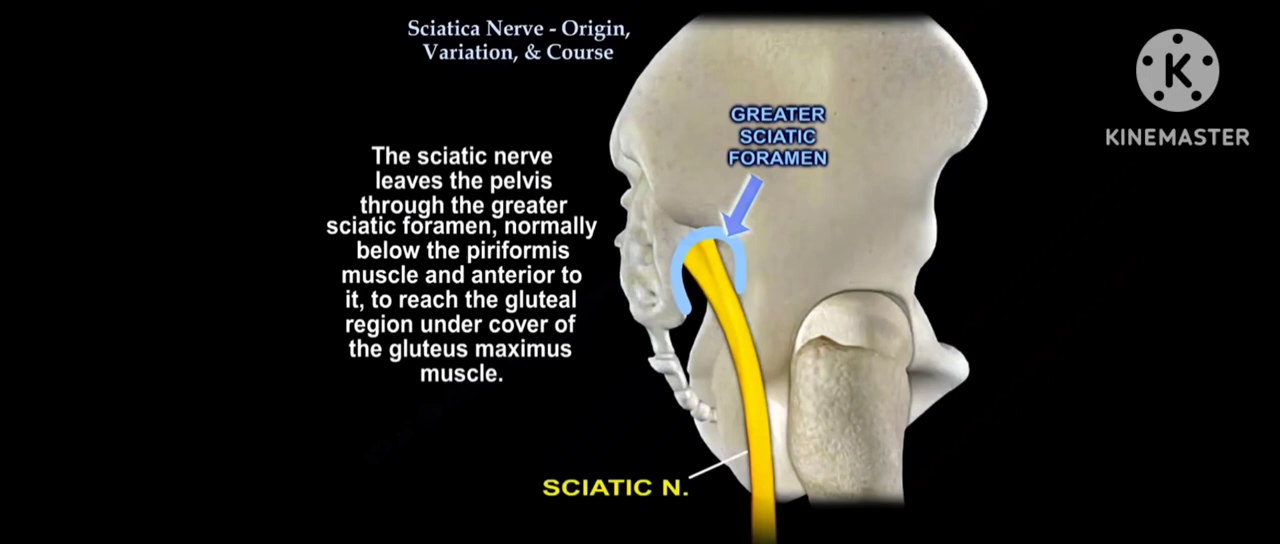 Sciatica Nerve - Origin,
Variation, & Course
The sciatic nerve
leaves the pelvis
through the greater
sciatic foramen, normally
below the piriformis
muscle and anterior to
it, to reach the gluteal
region under cover of
the gluteus maximus
muscle.
GREATER
SCIATIC
FORAMEN
SCIATIC N.
K
KINEMASTER